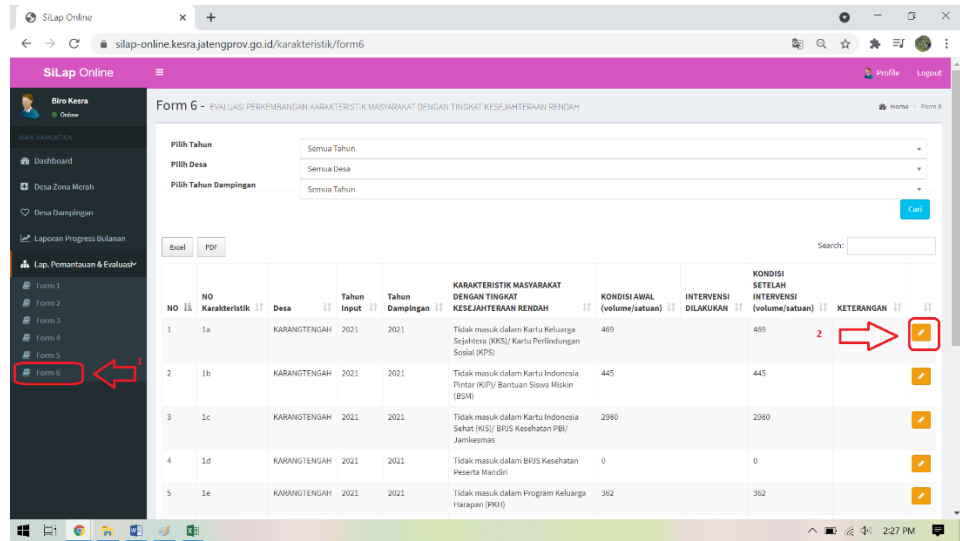 SiLap Online
silap-online.kesra.jatengprov.go.id/karakteristik/form6
SiLap Online
Profile Logout
Biro Kesra
Online
MAIN NAVIGATION
Dashboard
Desa Zona Merah
Desa Dampingan
Laporan Progress Bulanan
Lap. Pemantauan & Evaluasi
Form 1
Form 2
Form 3
Form 4
Form 5
Form 6
1
Form 6 - EVALUASI PERKEMBANGAN KARAKTERISTIK MASYARAKAT DENGAN TINGKAT KESEJAHTERAAN RENDAH
Home - Form 6
Pilih Tahun Semua Tahun
Pilih Desa Semua Desa
Pilih Tahun Dampingan Semua Tahun
Cari
Excel PDF
Search:
NO
NO Karakteristik
Desa
Tahun Input
Tahun Dampingan
KARAKTERISTIK MASYARAKAT
DENGAN TINGKAT
KESEJAHTERAAN RENDAH
KONDISI AWAL
(volume/satuan)
INTERVENSI
DILAKUKAN
KONDISI
SETELAH
INTERVENSI
(volume/satuan)
KETERANGAN
1 1a KARANGTENGAH 2021 2021 Tidak masuk dalam Kartu Keluarga 469 469
Sejahtera (KKS)/ Kartu Perlindungan
Sosial (KPS)
2
2 1b KARANGTENGAH 2021 2021 Tidak masuk dalam Kartu Indonesia 445 445
Pintar (KIP)/ Bantuan Siswa Miskin
(BSM)
3 1c KARANGTENGAH 2021 2021 Tidak masuk dalam Kartu Indonesia 2980 2980
Sehat (KIS)/ BPJS Kesehatan PBI/
Jamkesmas
4 1d KARANGTENGAH 2021 2021 Tidak masuk dalam BPJS Kesehatan 0 0
Peserta Mandiri
5 1e KARANGTENGAH 2021 2021 Tidak masuk dalam Program Keluarga 362 362
Harapan (PKH)
2:27 PM